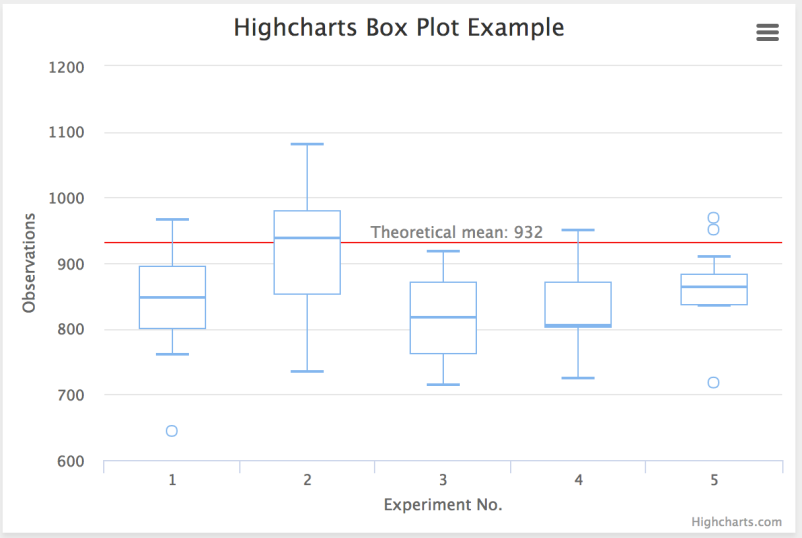 Highcharts Box Plot Example
1200
1100
1000
Theoretical mean: 932
900
800
700
600
Observations
1 2 3 4 5
Experiment No.
Highcharts.com